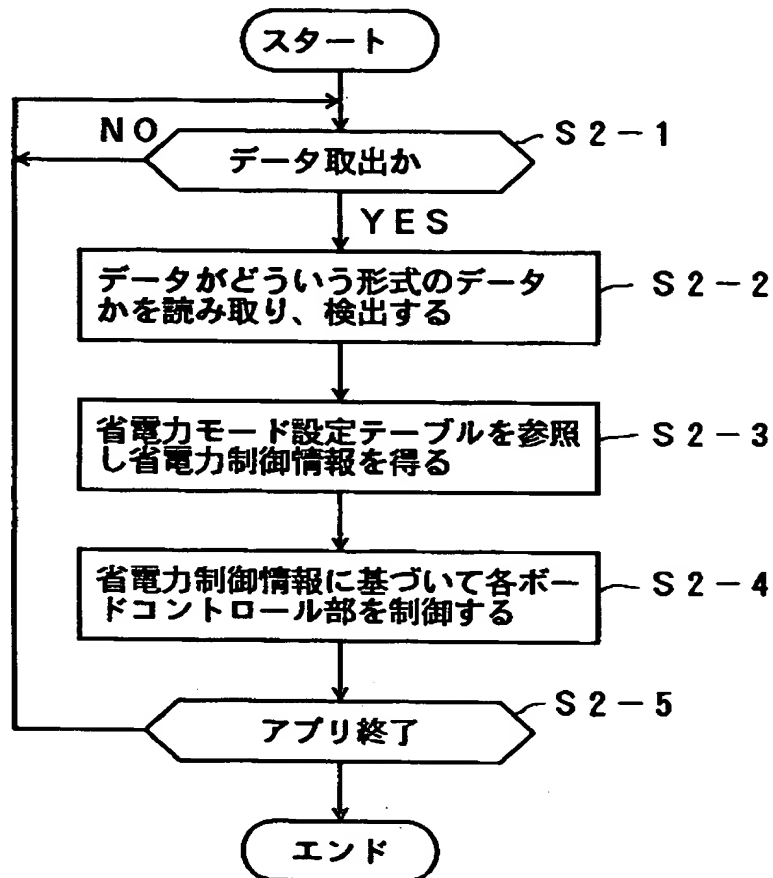 スタート
NO
データ取出か
S2-1
YES
データがどういう形式のデータ
かを読み取り、検出する
S2-2
省電力モード設定テーブルを参照
し省電力制御情報を得る
S2-3
省電力制御情報に基づいて各ボー
ドコントロール部を制御する
S2-4
アプリ終了
S2-5
エンド